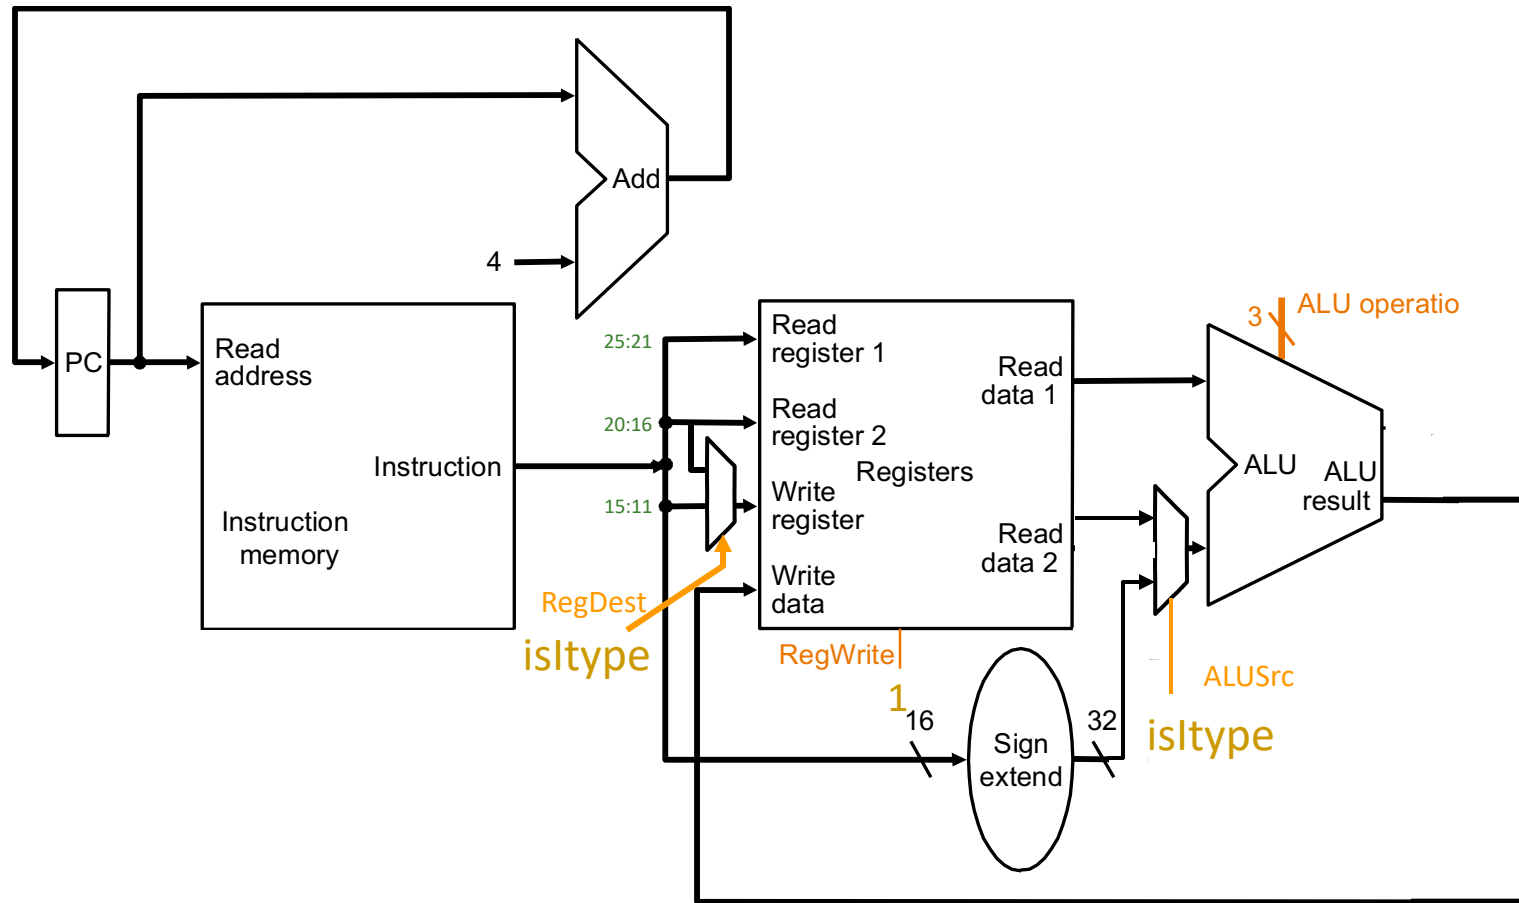 Add
4
PC
Read
address
Instruction
Instruction
memory
25:21
20:16
15:11
RegDest
isItype
Read
register 1
Read
register 2
Registers
Write
register
Write
data
Read
data 1
Read
data 2
RegWrite
1
16
Sign
extend
32
3
ALU operatio
ALU
ALU
result
ALUSrc
isItype